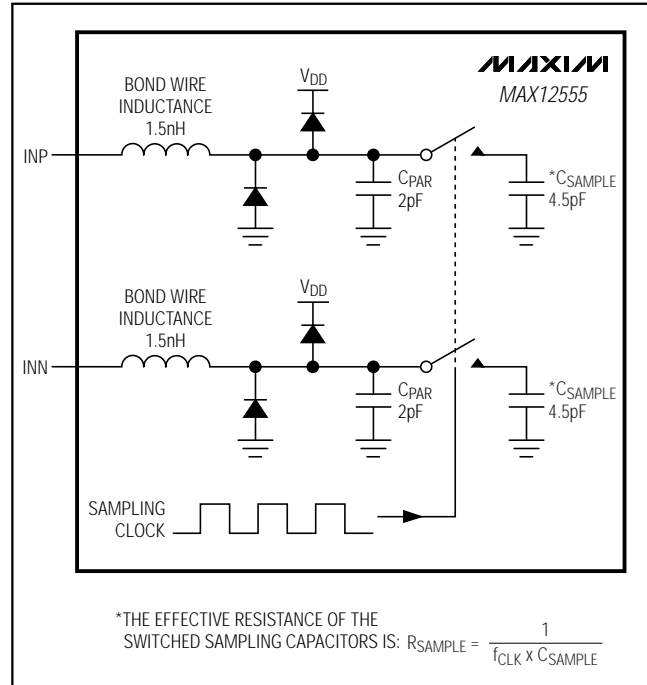 MAXIM
MAX12555
BOND WIRE
INDUCTANCE
1.5nH
VDD
INP
CPAR
2pF
*CSAMPLE
4.5pF
BOND WIRE
INDUCTANCE
1.5nH
VDD
INN
CPAR
2pF
*CSAMPLE
4.5pF
SAMPLING
CLOCK
*THE EFFECTIVE RESISTANCE OF THE
SWITCHED SAMPLING CAPACITORS IS: RSAMPLE = 1
fCLK x CSAMPLE